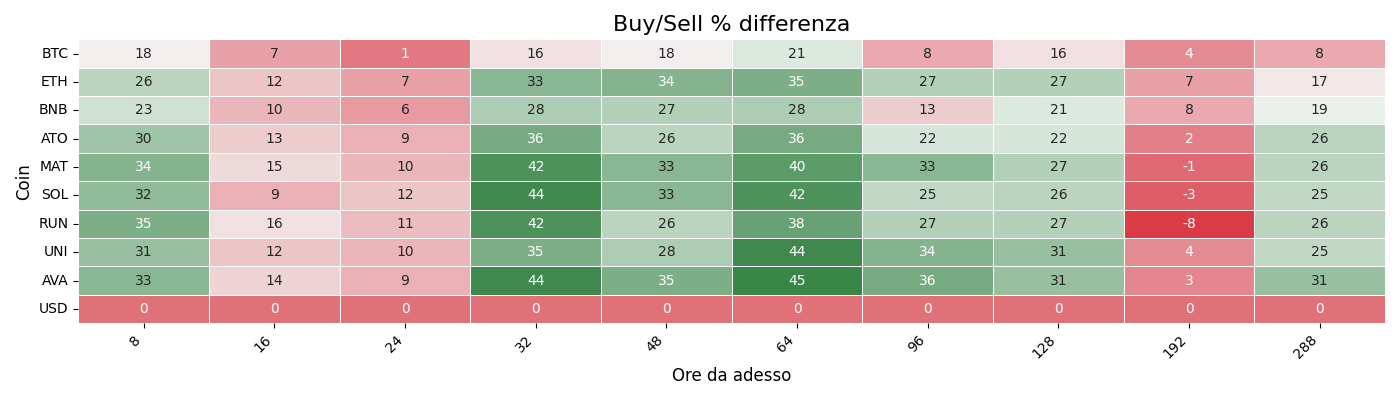 Buy/Sell % differenza
Coin
BTC 18 7 1 16 18 21 8 16 4 8
ETH 26 12 7 33 34 35 27 27 7 17
BNB 23 10 6 28 27 28 13 21 8 19
ATO 30 13 9 36 26 36 22 22 2 26
MAT 34 15 10 42 33 40 33 27 -1 26
SOL 32 9 12 44 33 42 25 26 -3 25
RUN 35 16 11 42 26 38 27 27 -8 26
UNI 31 12 10 35 28 44 34 31 4 25
AVA 33 14 9 44 35 45 36 31 3 31
USD 0 0 0 0 0 0 0 0 0 0
8 16 24 32 48 64 96 128 192 288
Ore da adesso